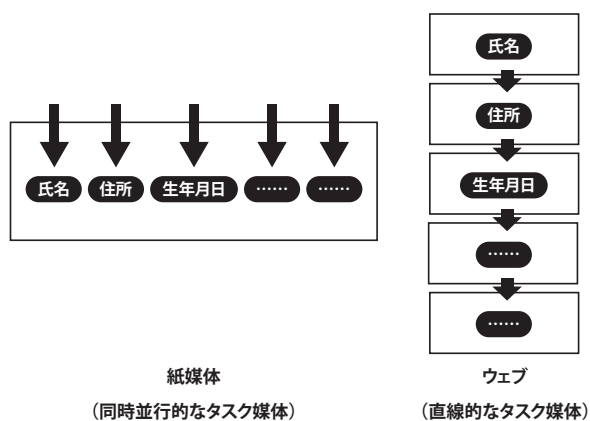 氏名 住所 生年月日 …… ……
紙媒体
（同時並行的なタスク媒体）
氏名
住所
生年月日
……
……
ウェブ
（直線的なタスク媒体）